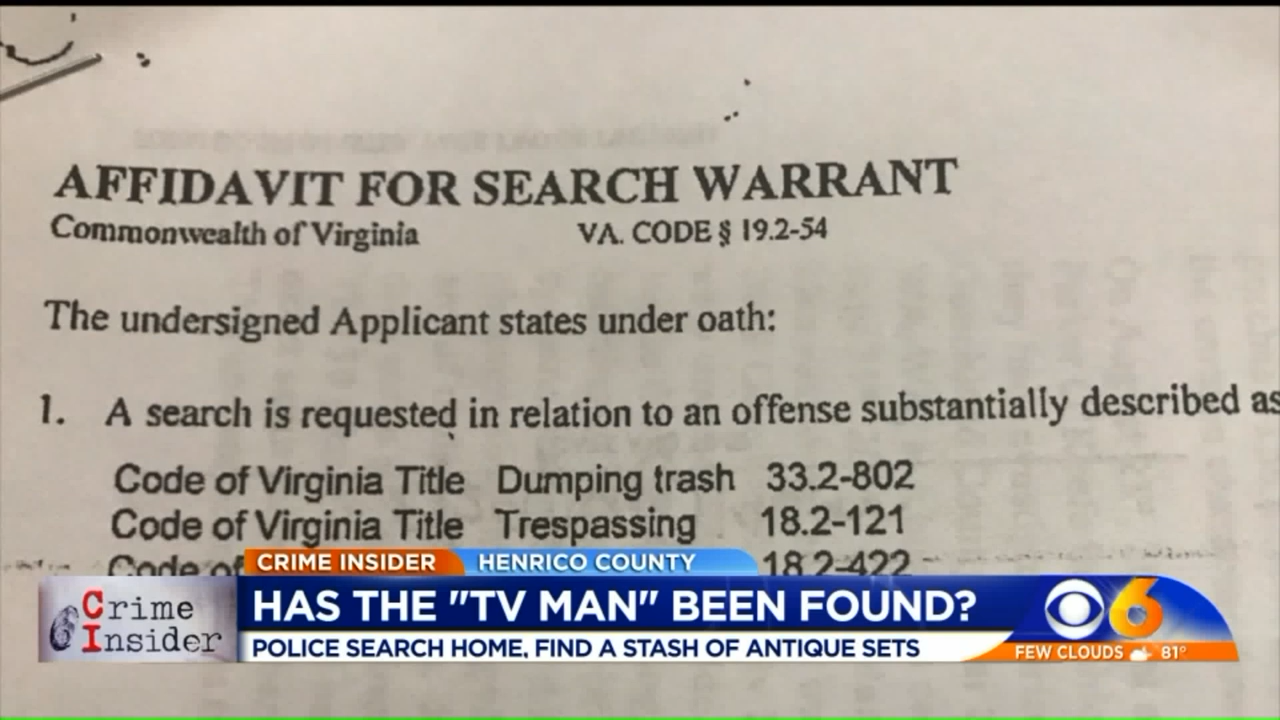 AFFIDAVIT FOR SEARCH WARRANT
Commonwealth of Virginia VA. CODE § 19.2-54
The undersigned Applicant states under oath:
1. A search is requested in relation to an offense substantially described as
Code of Virginia Title Dumping trash 33.2-802
Code of Virginia Title Trespassing 18.2-121
Code of 18.2-422
CRIME INSIDER HENRICO COUNTY
Crime Insider
HAS THE "TV MAN" BEEN FOUND?
6
POLICE SEARCH HOME, FIND A STASH OF ANTIQUE SETS
FEW CLOUDS 81°